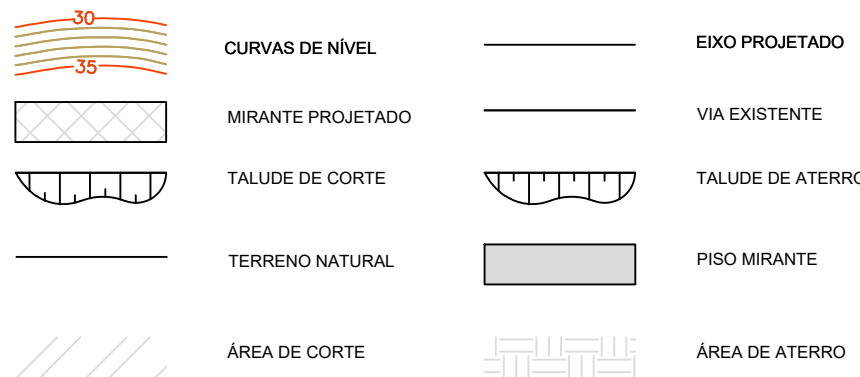 30
35
CURVAS DE NÍVEL
EIXO PROJETADO
MIRANTE PROJETADO
VIA EXISTENTE
TALUDE DE CORTE
TALUDE DE ATERRO
TERRENO NATURAL
PISO MIRANTE
ÁREA DE CORTE
ÁREA DE ATERRO